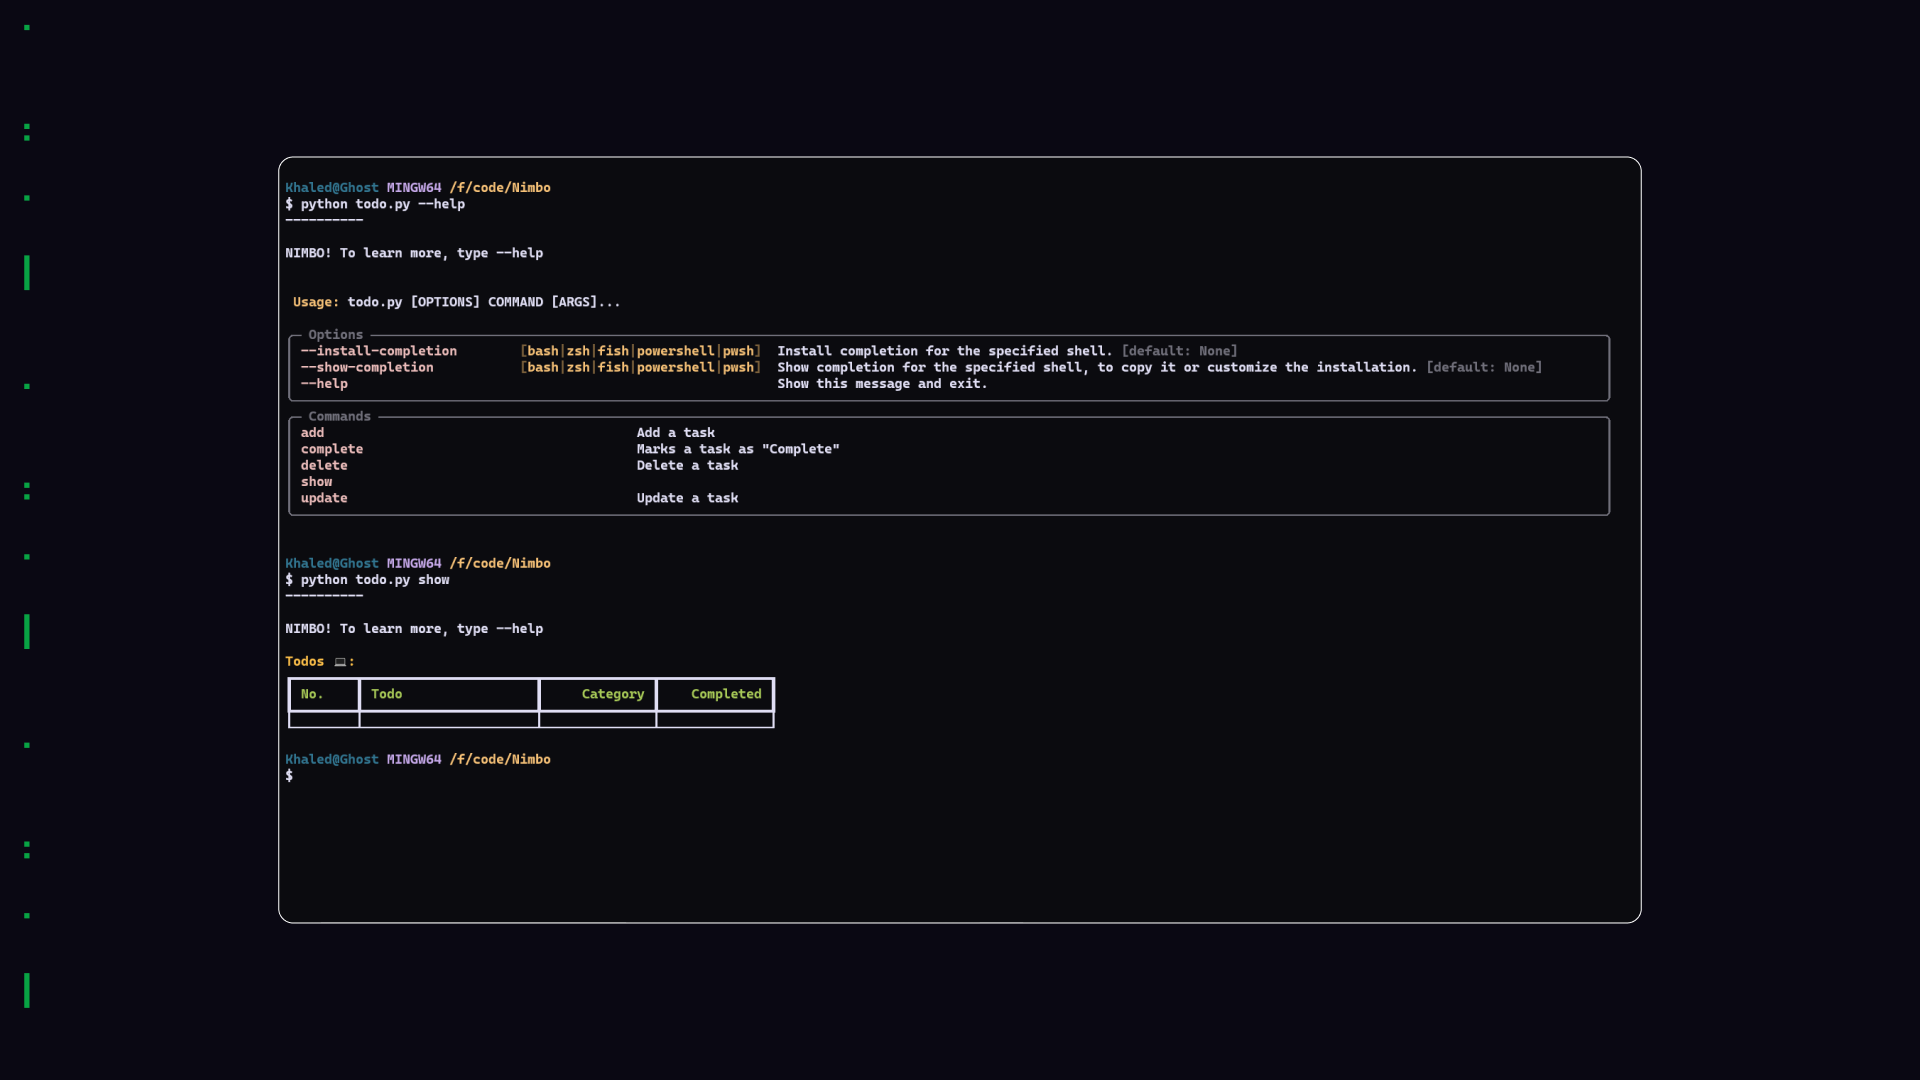 Khaled@Ghost MINGW64 /f/code/Nimbo
$ python todo.py --help
----------
NIMBO! To learn more, type --help
Usage: todo.py [OPTIONS] COMMAND [ARGS]...
Options
--install-completion [bash|zsh|fish|powershell|pwsh] Install completion for the specified shell. [default: None]
--show-completion [bash|zsh|fish|powershell|pwsh] Show completion for the specified shell, to copy it or customize the installation. [default: None]
--help Show this message and exit.
Commands
add Add a task
complete Marks a task as "Complete"
delete Delete a task
show
update Update a task
Khaled@Ghost MINGW64 /f/code/Nimbo
$ python todo.py show
----------
NIMBO! To learn more, type --help
Todos 💻:
No. Todo Category Completed
Khaled@Ghost MINGW64 /f/code/Nimbo
$